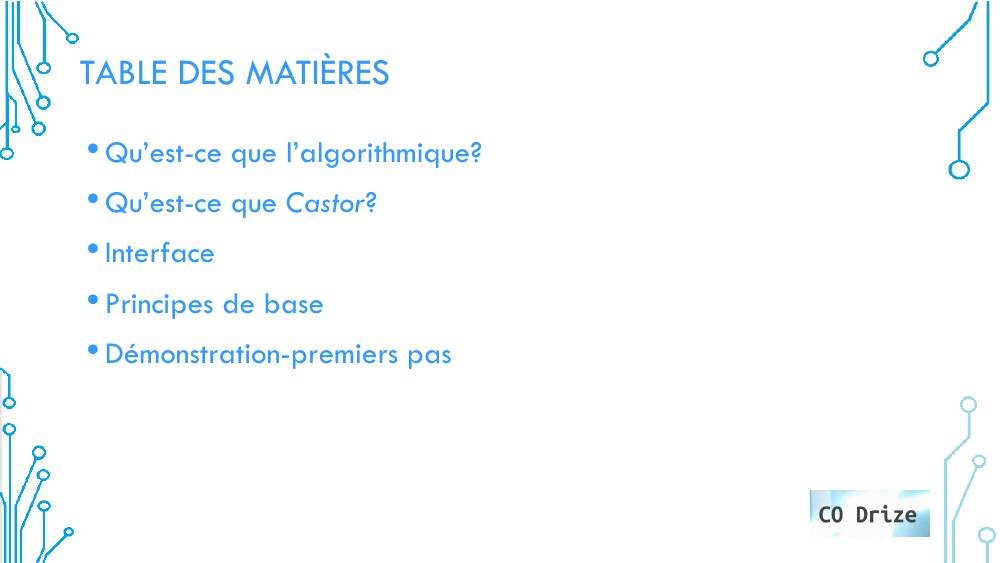 TABLE DES MATIÈRES
• Qu’est-ce que l’algorithmique?
• Qu’est-ce que Castor?
• Interface
• Principes de base
• Démonstration-premiers pas
CO Drize